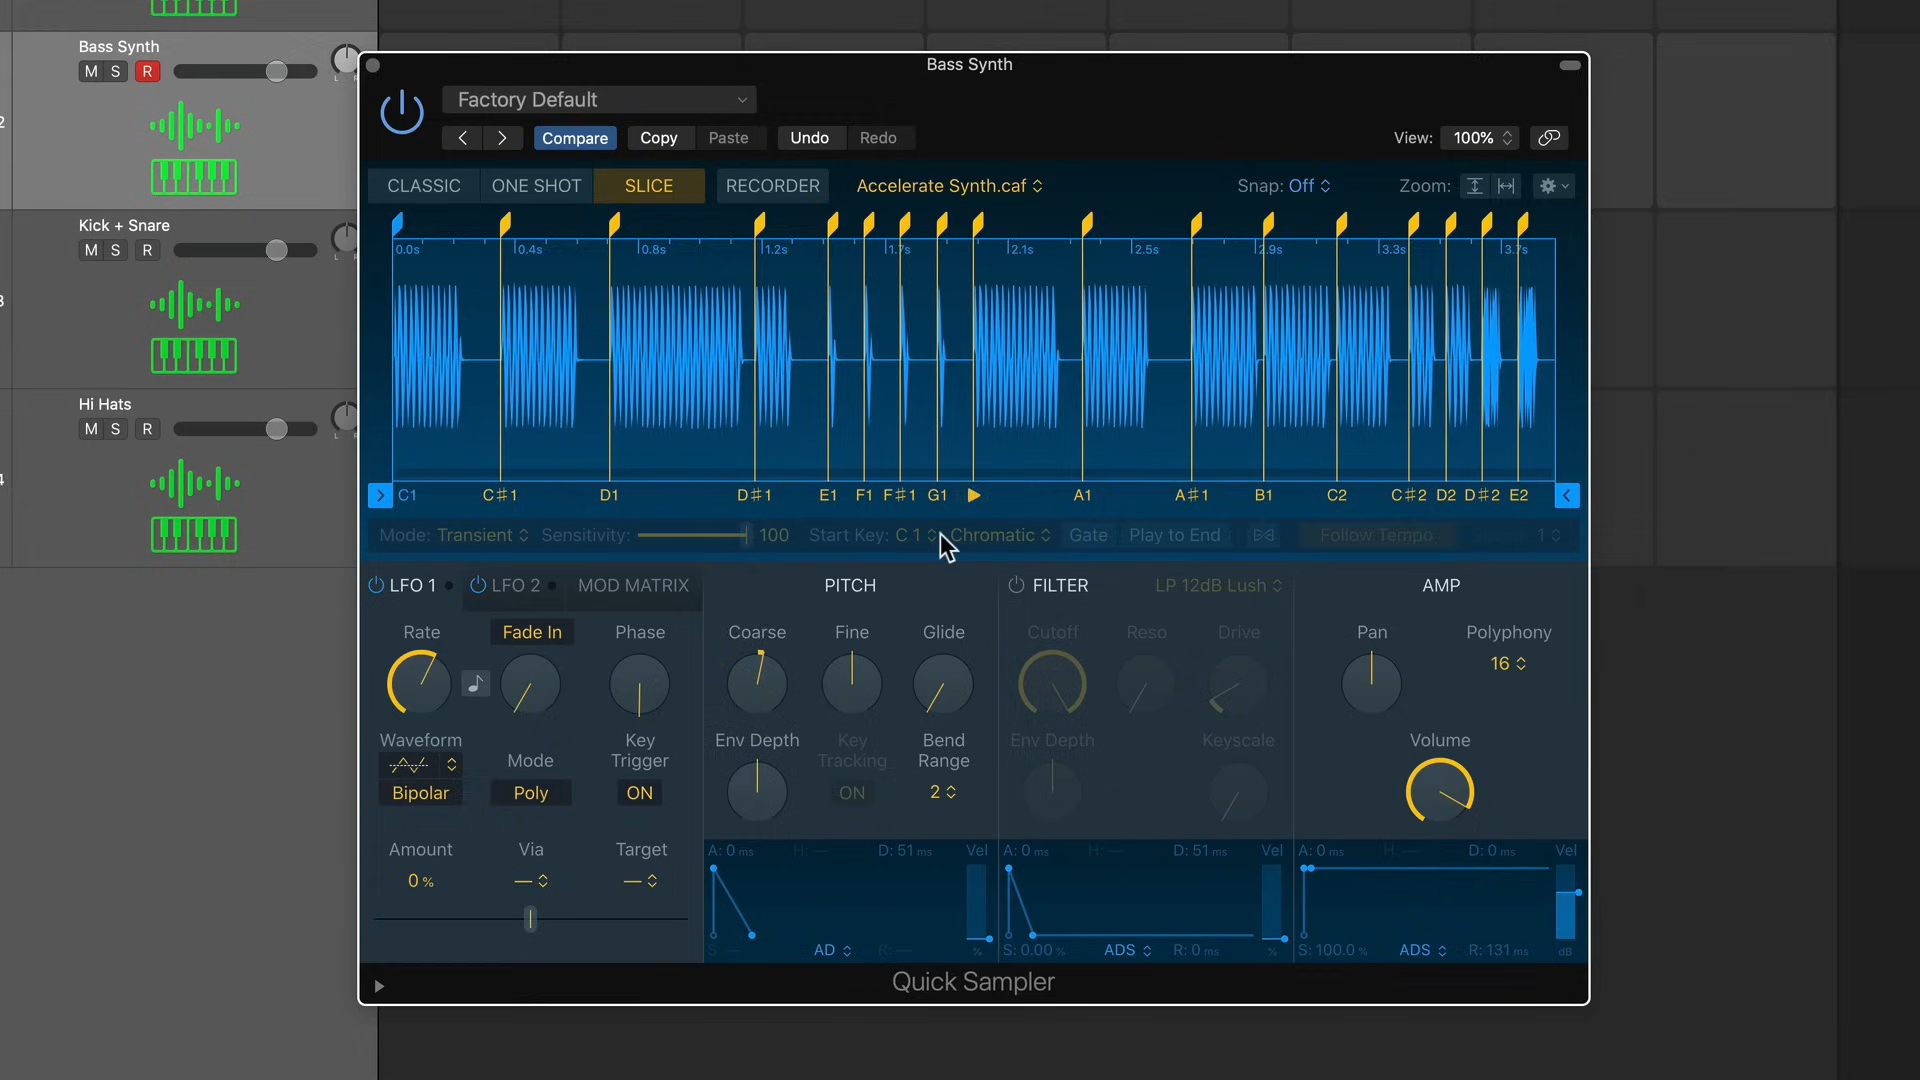 Bass Synth
M S R
L R
2
Kick + Snare
M S R
L R
3
Hi Hats
M S R
L R
4
Bass Synth
Factory Default
Compare Copy Paste Undo Redo View: 100%
CLASSIC ONE SHOT SLICE RECORDER Accelerate Synth.caf Snap: Off Zoom:
0.0s 0.4s 0.8s 1.2s 1.7s 2.1s 2.5s 2.9s 3.3s 3.7s
C1 C♯1 D1 D♯1 E1 F1 F♯1 G1 A1 A♯1 B1 C2 C♯2 D2 D♯2 E2
Mode: Transient Sensitivity: 100 Start Key: C 1 Chromatic Gate Play to End Follow Tempo 1
LFO 1 LFO 2 MOD MATRIX PITCH FILTER LP 12dB Lush AMP
Rate Fade In Phase Coarse Fine Glide Cutoff Reso Drive Pan Polyphony
16
Waveform Mode Key Trigger Env Depth Key Tracking Bend Range Env Depth Keyscale Volume
Bipolar Poly ON ON 2
Amount Via Target
0 % — —
A: 0 ms H: — D: 51 ms Vel A: 0 ms H: — D: 51 ms Vel A: 0 ms H: — D: 0 ms Vel
S: — AD R: — % S: 0.00 % ADS R: 0 ms % S: 100.0 % ADS R: 131 ms dB
Quick Sampler